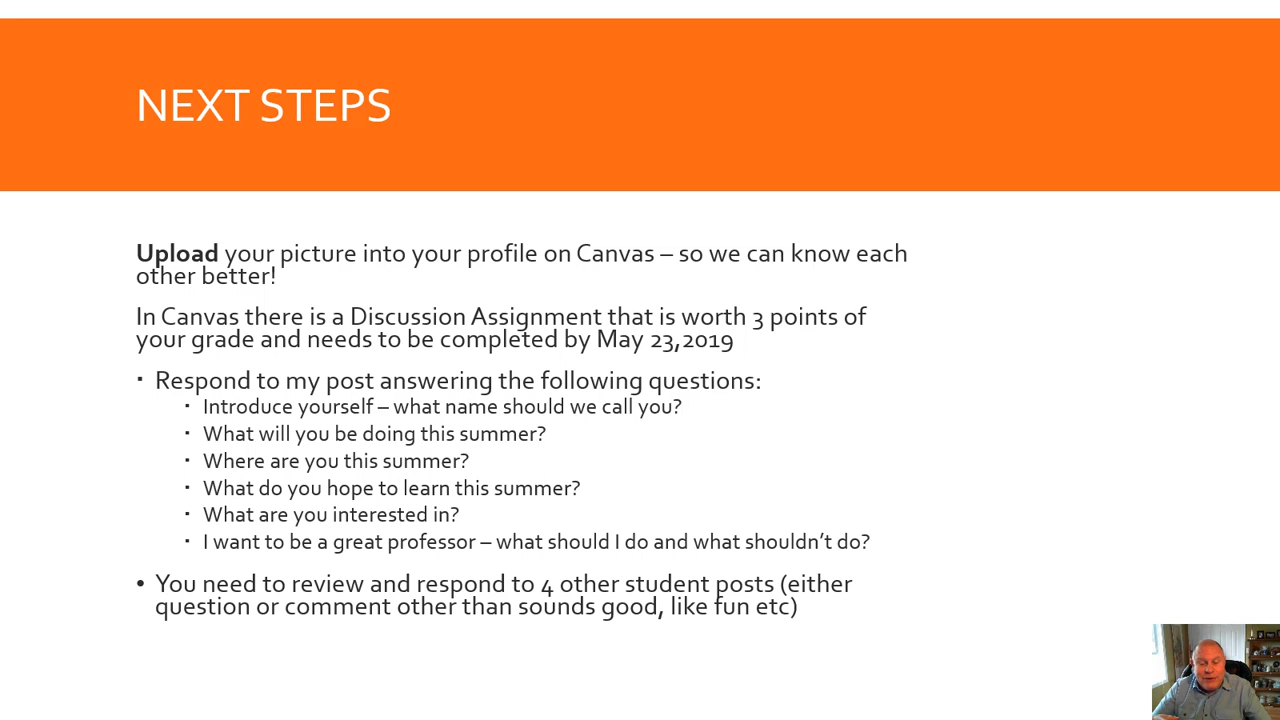 NEXT STEPS
Upload your picture into your profile on Canvas – so we can know each
other better!
In Canvas there is a Discussion Assignment that is worth 3 points of
your grade and needs to be completed by May 23,2019
▪ Respond to my post answering the following questions:
▪ Introduce yourself – what name should we call you?
▪ What will you be doing this summer?
▪ Where are you this summer?
▪ What do you hope to learn this summer?
▪ What are you interested in?
▪ I want to be a great professor – what should I do and what shouldn't do?
• You need to review and respond to 4 other student posts (either
question or comment other than sounds good, like fun etc)